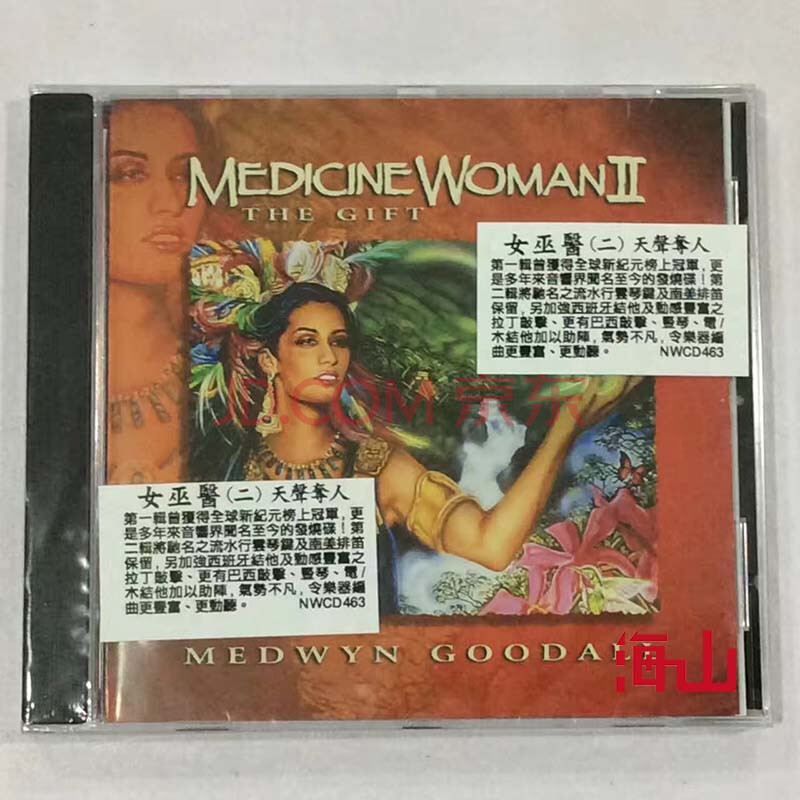 MEDICINE WOMAN II
THE GIFT
女巫醫(二)天聲奪人
第一輯曾獲得全球新紀元榜上冠軍,更
是多年來音響界聞名至今的發燒碟!第
二輯將馳名之流水行雲琴鍵及南美排笛
保留,另加強西班牙結他及動感豐富之
拉丁敲擊、更有巴西敲擊、豎琴、電/
木結他加以助陣,氣勢不凡,令樂器編
曲更豐富、更動聽。 NWCD463
JD.COM 京东
女巫醫(二)天聲奪人
第一輯曾獲得全球新紀元榜上冠軍,更
是多年來音響界聞名至今的發燒碟!第
二輯將馳名之流水行雲琴鍵及南美排笛
保留,另加強西班牙結他及動感豐富之
拉丁敲擊、更有巴西敲擊、豎琴、電/
木結他加以助陣,氣勢不凡,令樂器編
曲更豐富、更動聽。 NWCD463
MEDWYN GOODALL
海山